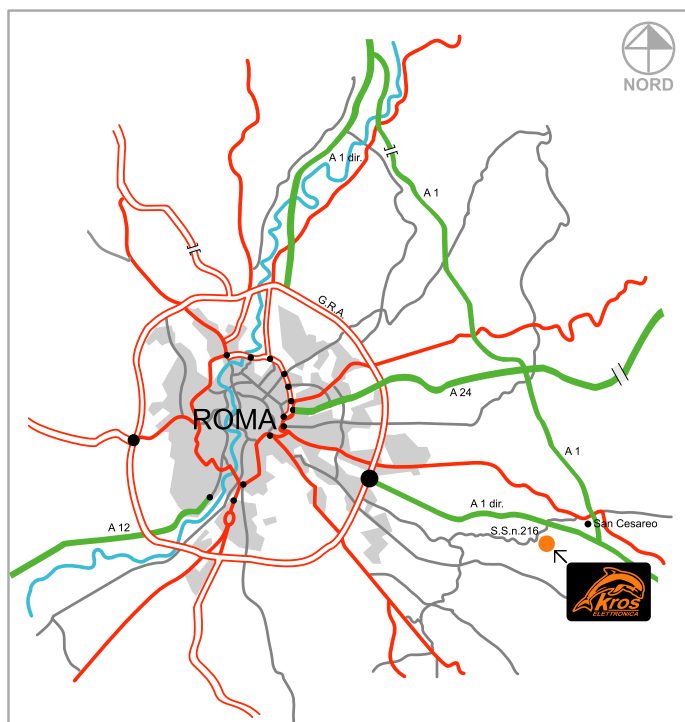 NORD
A 1 dir.
A 1
G.R.A.
A 24
ROMA
A 1
A 1 dir.
San Cesareo
A 12
S.S.n.216
Kros
ELETTRONICA